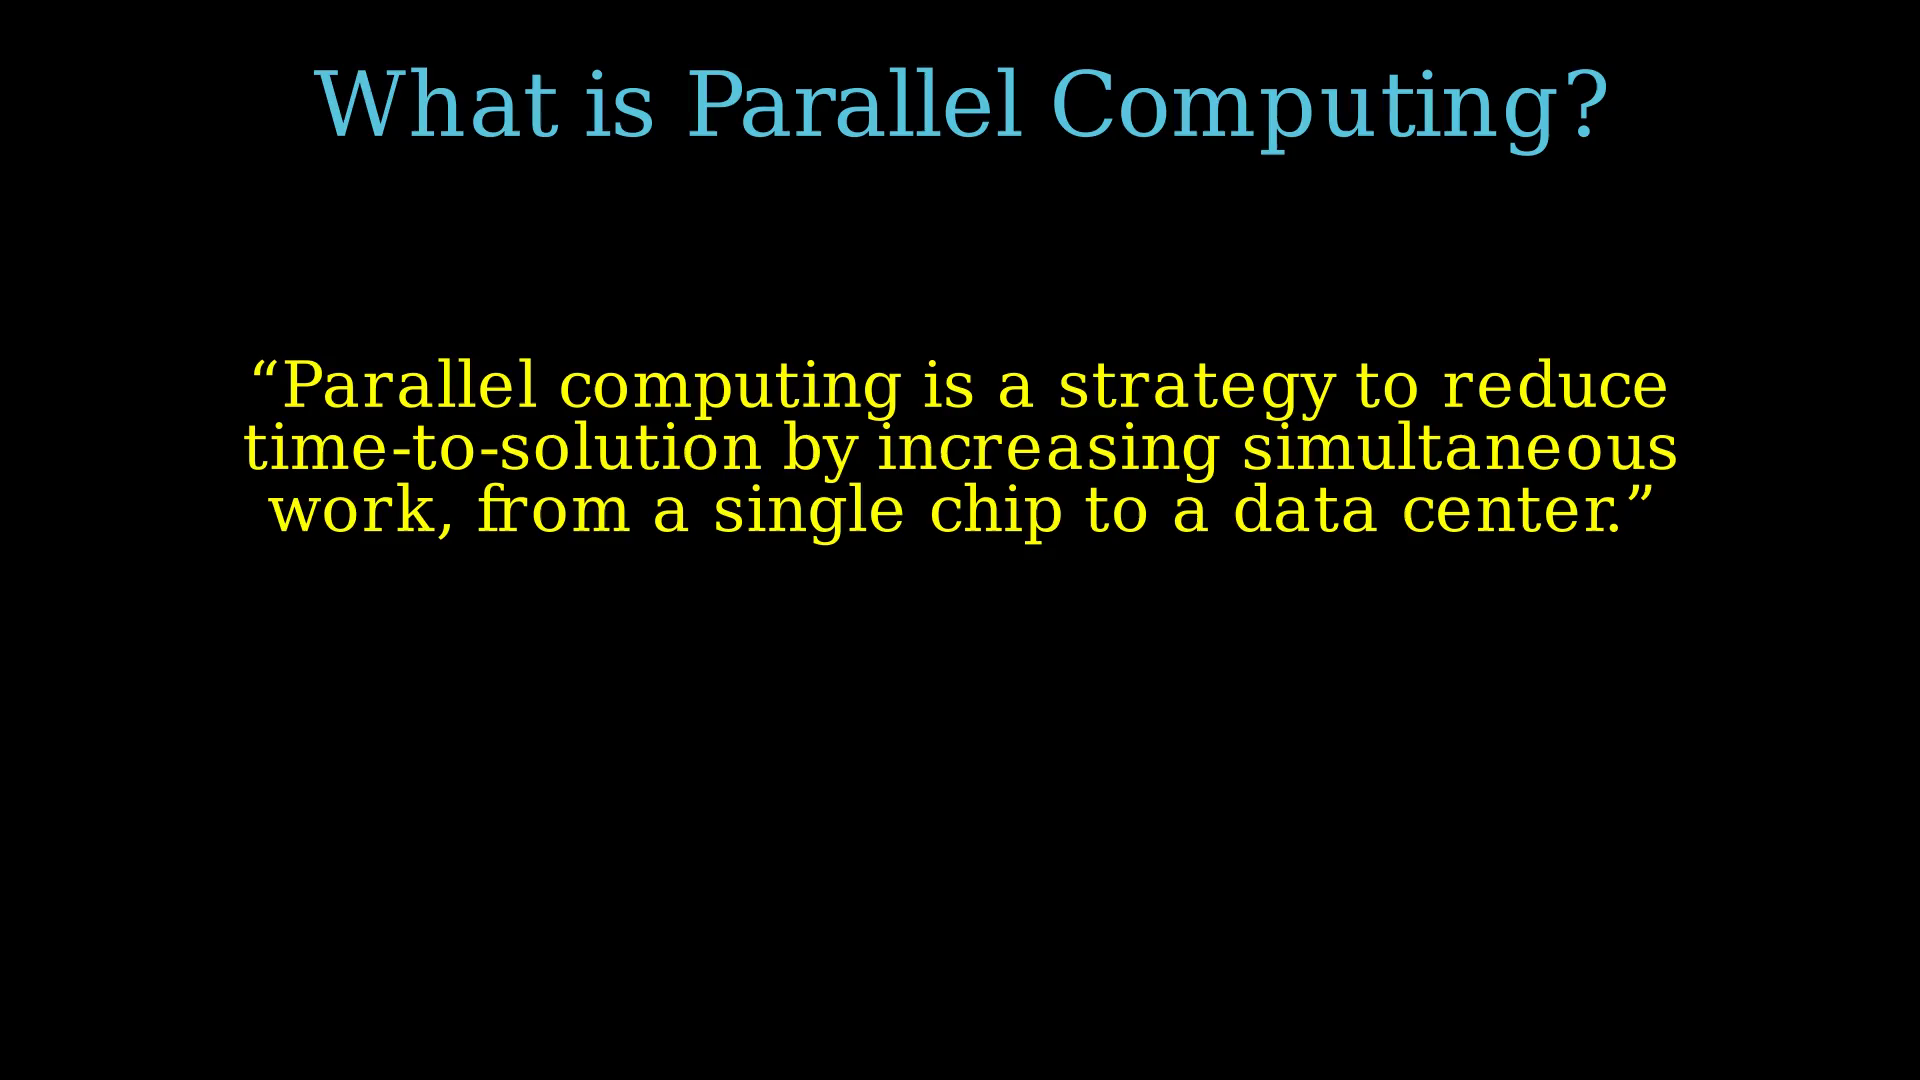 What is Parallel Computing?
“Parallel computing is a strategy to reduce
time-to-solution by increasing simultaneous
work, from a single chip to a data center.”